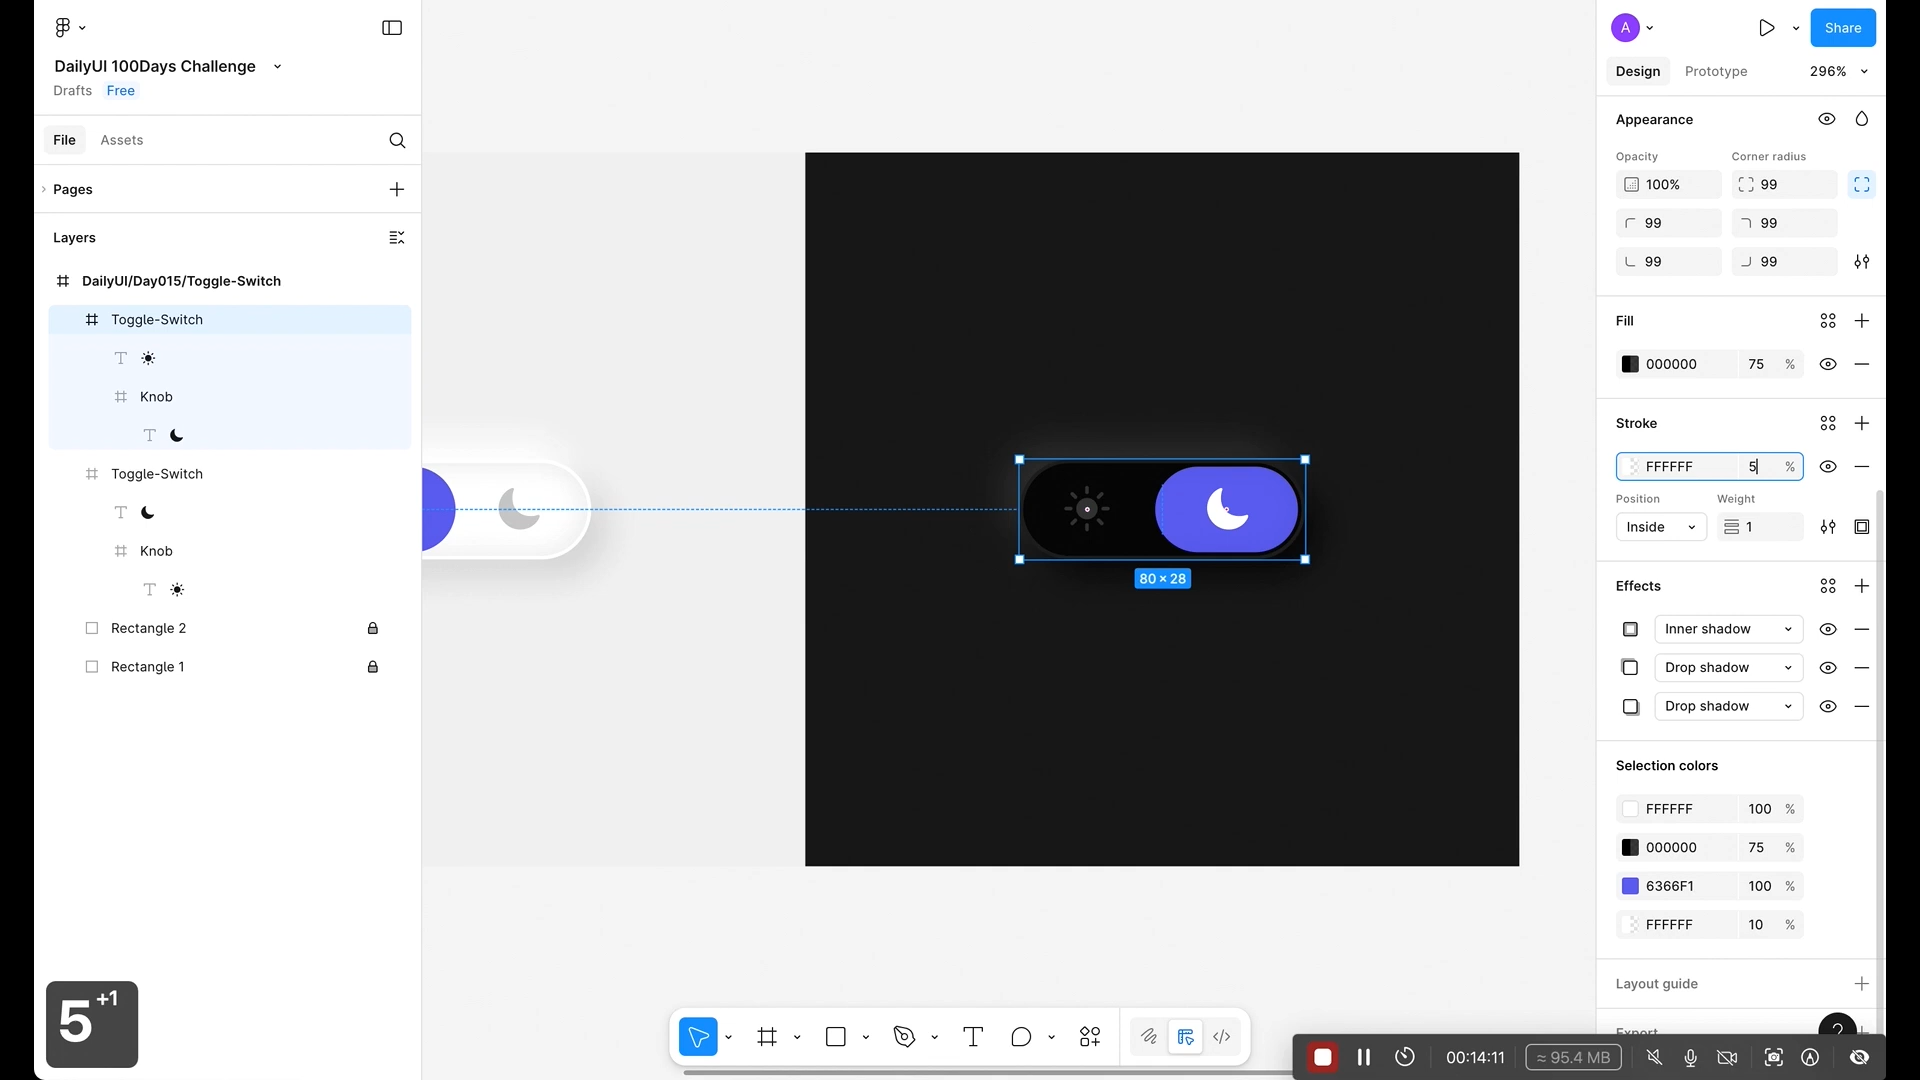 DailyUI 100Days Challenge
Drafts Free
File Assets
Pages
Layers
DailyUI/Day015/Toggle-Switch
Toggle-Switch
Knob
Toggle-Switch
Knob
Rectangle 2
Rectangle 1
5 +1
80 × 28
A
Share
Design Prototype 296%
Appearance
Opacity Corner radius
100% 99
99 99
99 99
Fill
000000 75 %
Stroke
FFFFFF 5 %
Position Weight
Inside 1
Effects
Inner shadow
Drop shadow
Drop shadow
Selection colors
FFFFFF 100 %
000000 75 %
6366F1 100 %
FFFFFF 10 %
Layout guide
Export
?
00:14:11 ≈ 95.4 MB